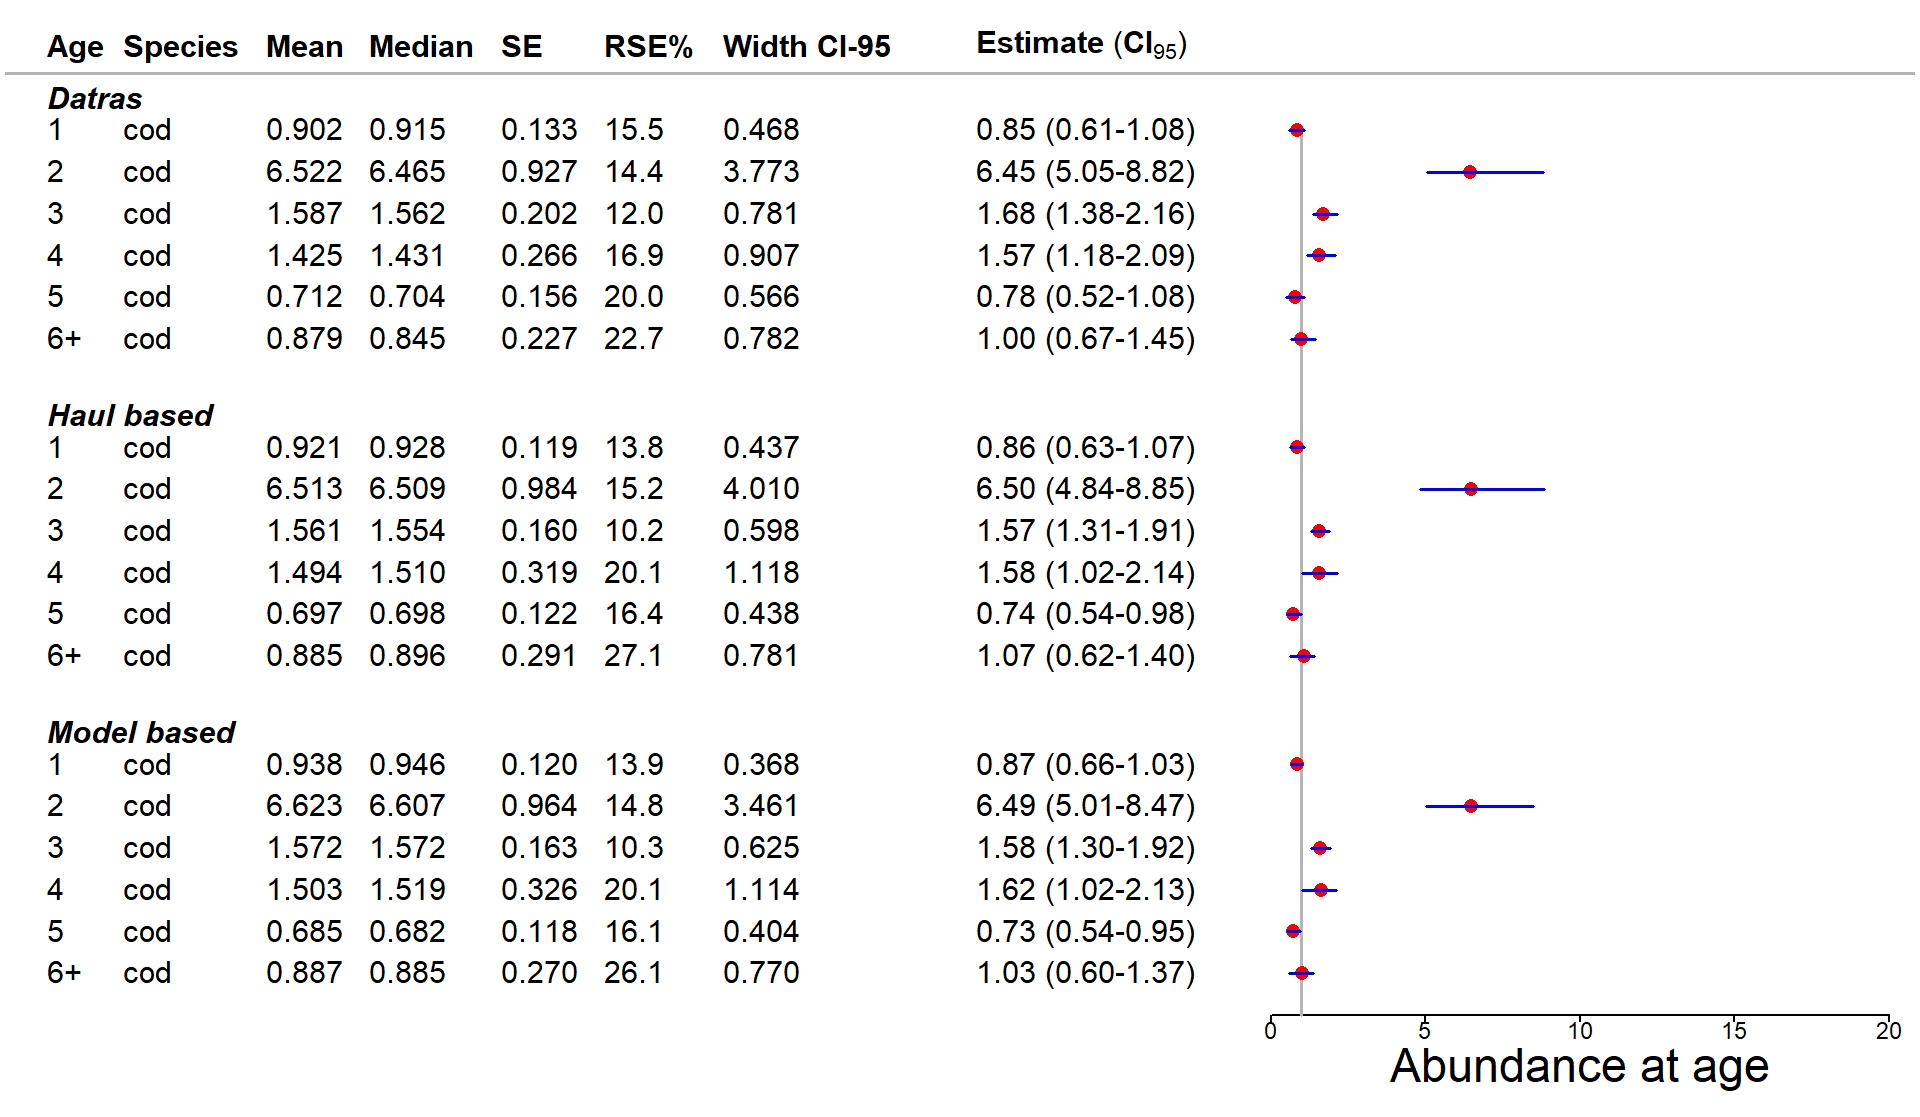 Age Species Mean Median SE RSE% Width CI-95 Estimate (CI95)
Datras
1 cod 0.902 0.915 0.133 15.5 0.468 0.85 (0.61-1.08)
2 cod 6.522 6.465 0.927 14.4 3.773 6.45 (5.05-8.82)
3 cod 1.587 1.562 0.202 12.0 0.781 1.68 (1.38-2.16)
4 cod 1.425 1.431 0.266 16.9 0.907 1.57 (1.18-2.09)
5 cod 0.712 0.704 0.156 20.0 0.566 0.78 (0.52-1.08)
6+ cod 0.879 0.845 0.227 22.7 0.782 1.00 (0.67-1.45)
Haul based
1 cod 0.921 0.928 0.119 13.8 0.437 0.86 (0.63-1.07)
2 cod 6.513 6.509 0.984 15.2 4.010 6.50 (4.84-8.85)
3 cod 1.561 1.554 0.160 10.2 0.598 1.57 (1.31-1.91)
4 cod 1.494 1.510 0.319 20.1 1.118 1.58 (1.02-2.14)
5 cod 0.697 0.698 0.122 16.4 0.438 0.74 (0.54-0.98)
6+ cod 0.885 0.896 0.291 27.1 0.781 1.07 (0.62-1.40)
Model based
1 cod 0.938 0.946 0.120 13.9 0.368 0.87 (0.66-1.03)
2 cod 6.623 6.607 0.964 14.8 3.461 6.49 (5.01-8.47)
3 cod 1.572 1.572 0.163 10.3 0.625 1.58 (1.30-1.92)
4 cod 1.503 1.519 0.326 20.1 1.114 1.62 (1.02-2.13)
5 cod 0.685 0.682 0.118 16.1 0.404 0.73 (0.54-0.95)
6+ cod 0.887 0.885 0.270 26.1 0.770 1.03 (0.60-1.37)
0 5 10 15 20
Abundance at age